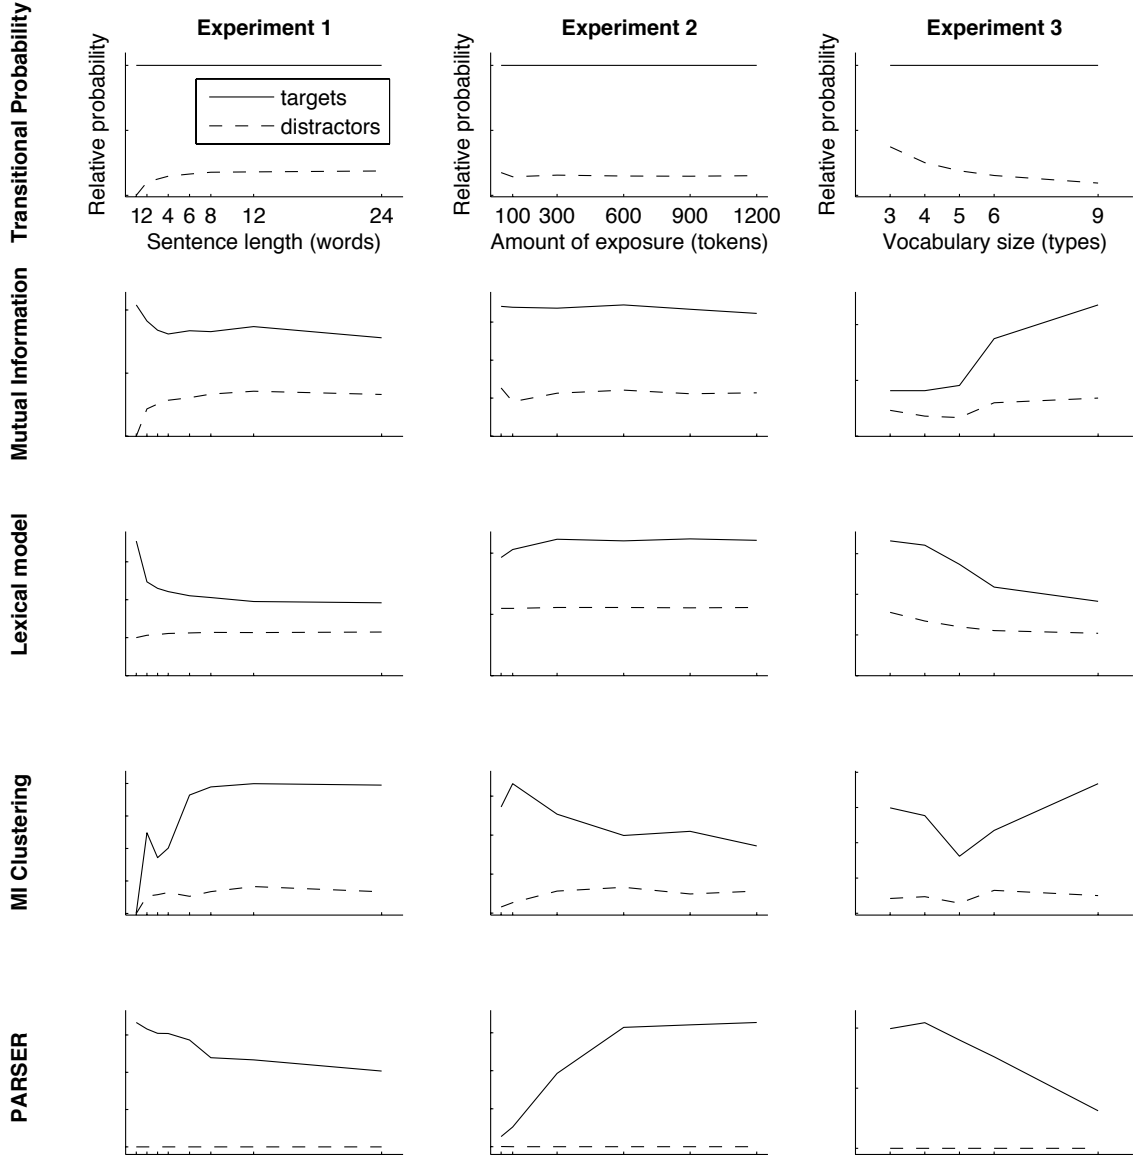 Experiment 1
Experiment 2
Experiment 3
Transitional Probability
Relative probability
targets
distractors
1 2 4 6 8 12 24
Sentence length (words)
Relative probability
100 300 600 900 1200
Amount of exposure (tokens)
Relative probability
3 4 5 6 9
Vocabulary size (types)
Mutual Information
Lexical model
MI Clustering
PARSER